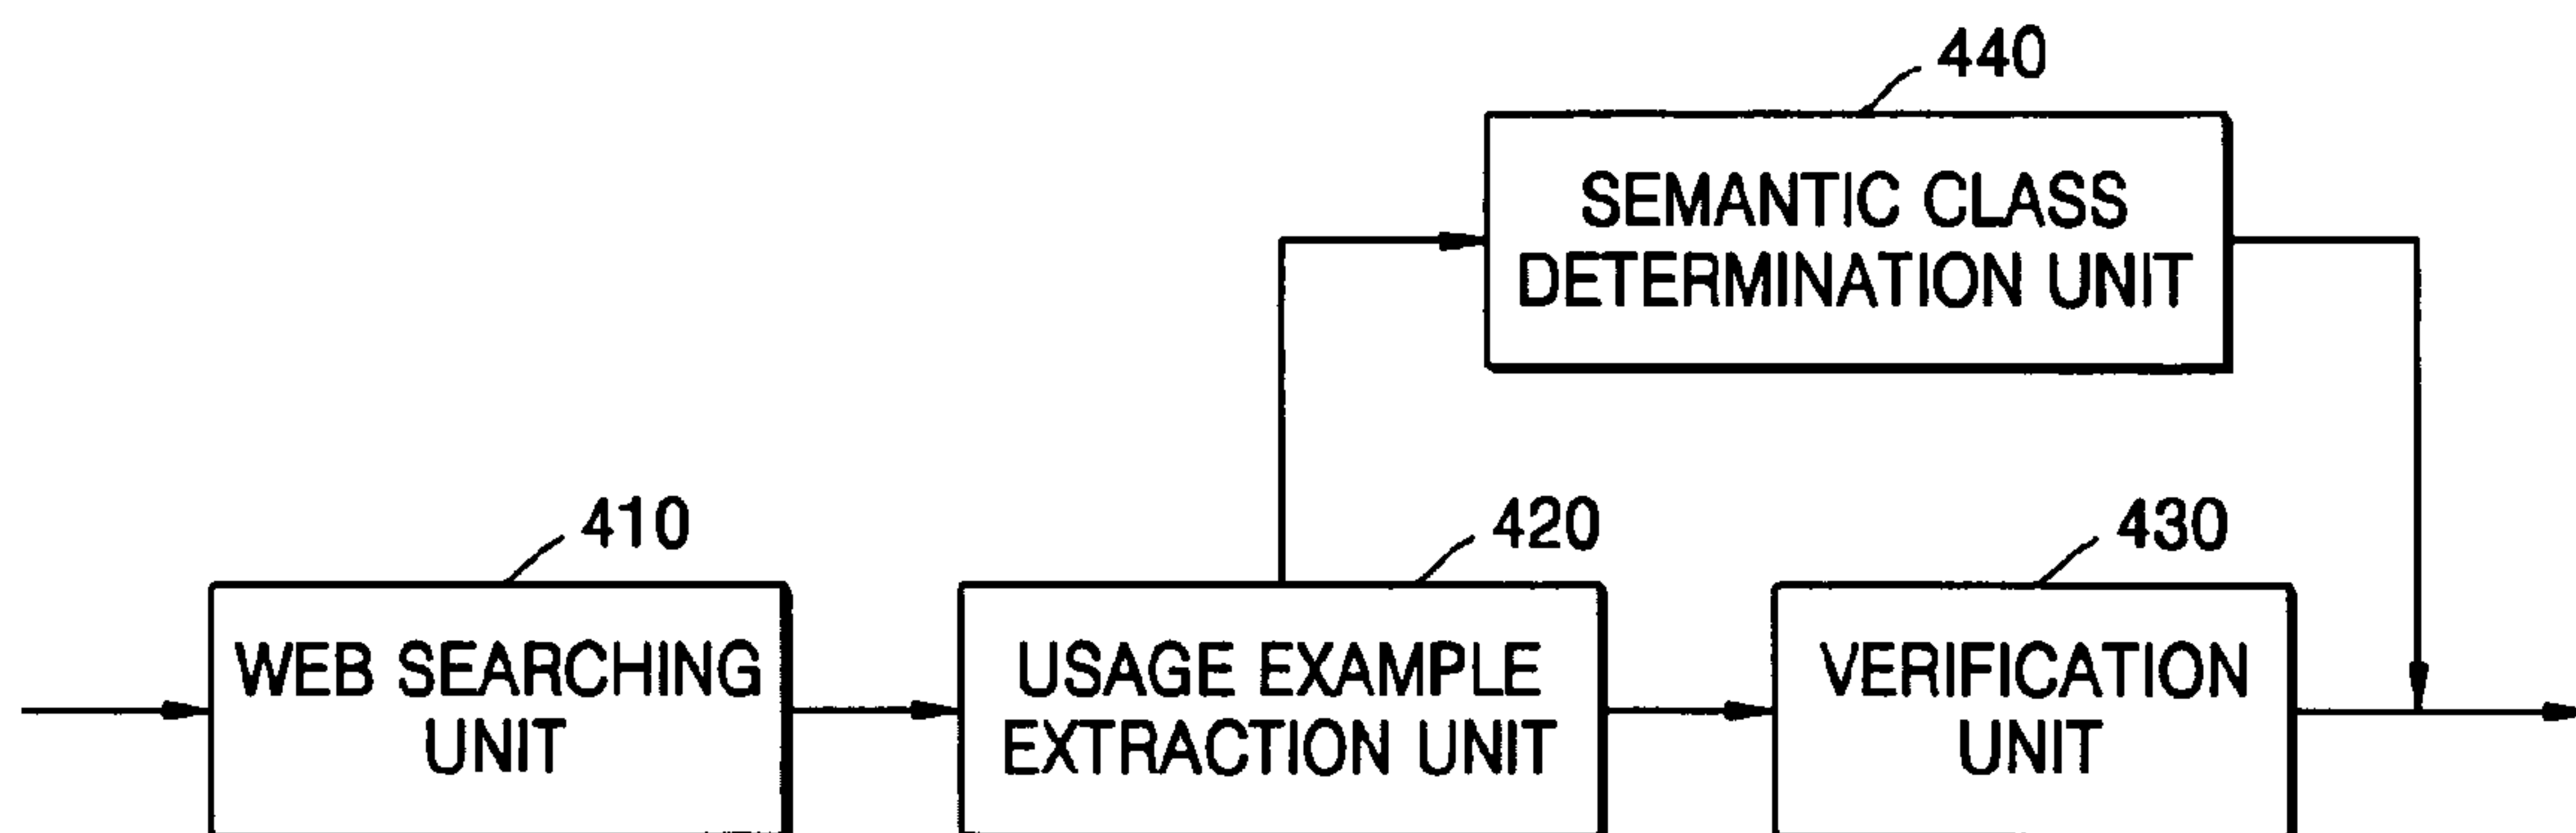 440
SEMANTIC CLASS
DETERMINATION UNIT
410
420
430
WEB SEARCHING
UNIT
USAGE EXAMPLE
EXTRACTION UNIT
VERIFICATION
UNIT